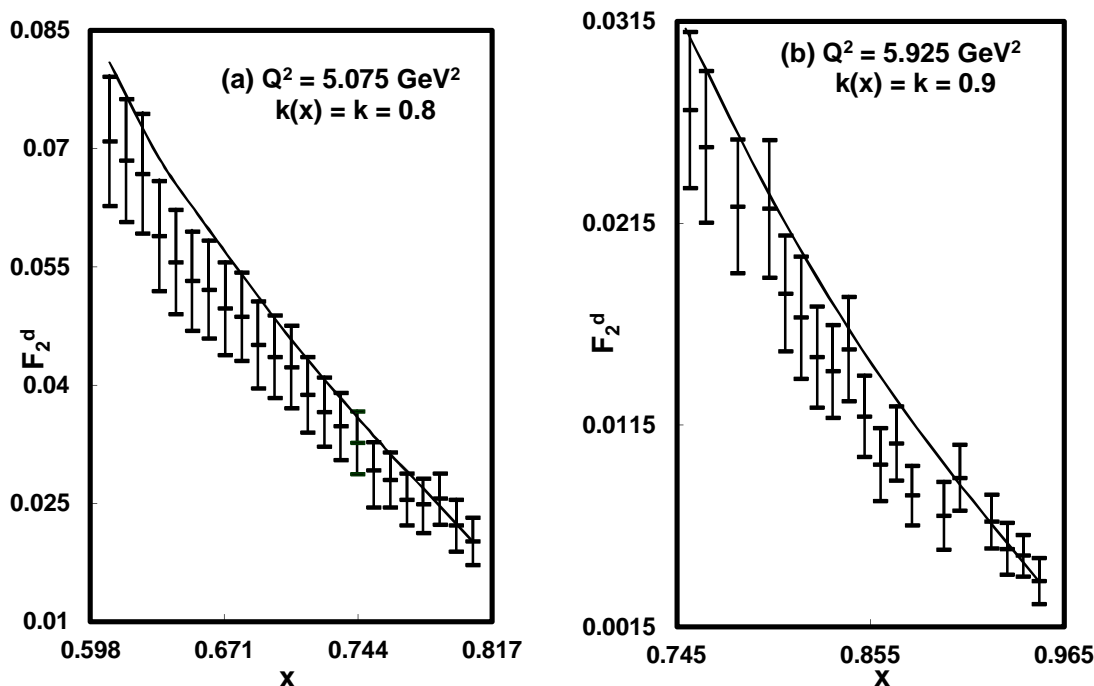 0.085
0.07
0.055
0.04
0.025
0.01
F₂ᵈ
(a) Q² = 5.075 GeV²
k(x) = k = 0.8
0.598 0.671 0.744 0.817
x
0.0315
0.0215
0.0115
0.0015
F₂ᵈ
(b) Q² = 5.925 GeV²
k(x) = k = 0.9
0.745 0.855 0.965
x